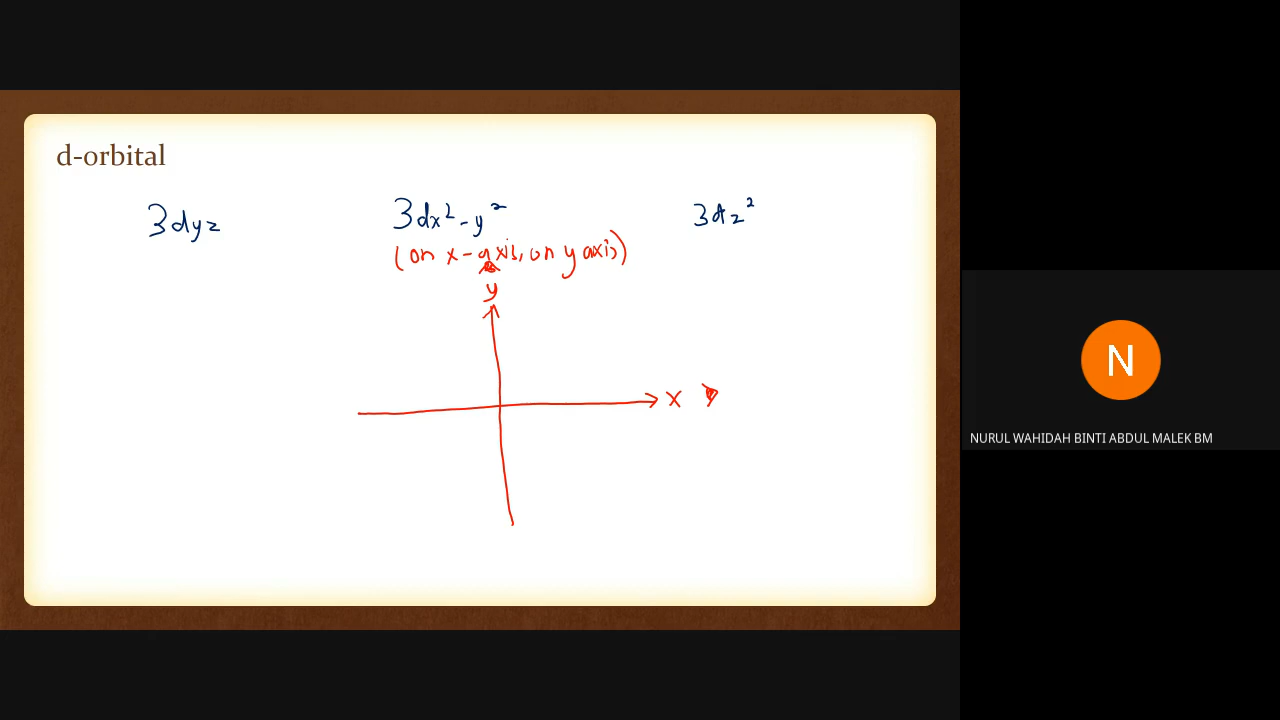 d-orbital
3dyz 3dx²-y² 3dz²
(on x-axis, on y axis)
y
x
N
NURUL WAHIDAH BINTI ABDUL MALEK BM